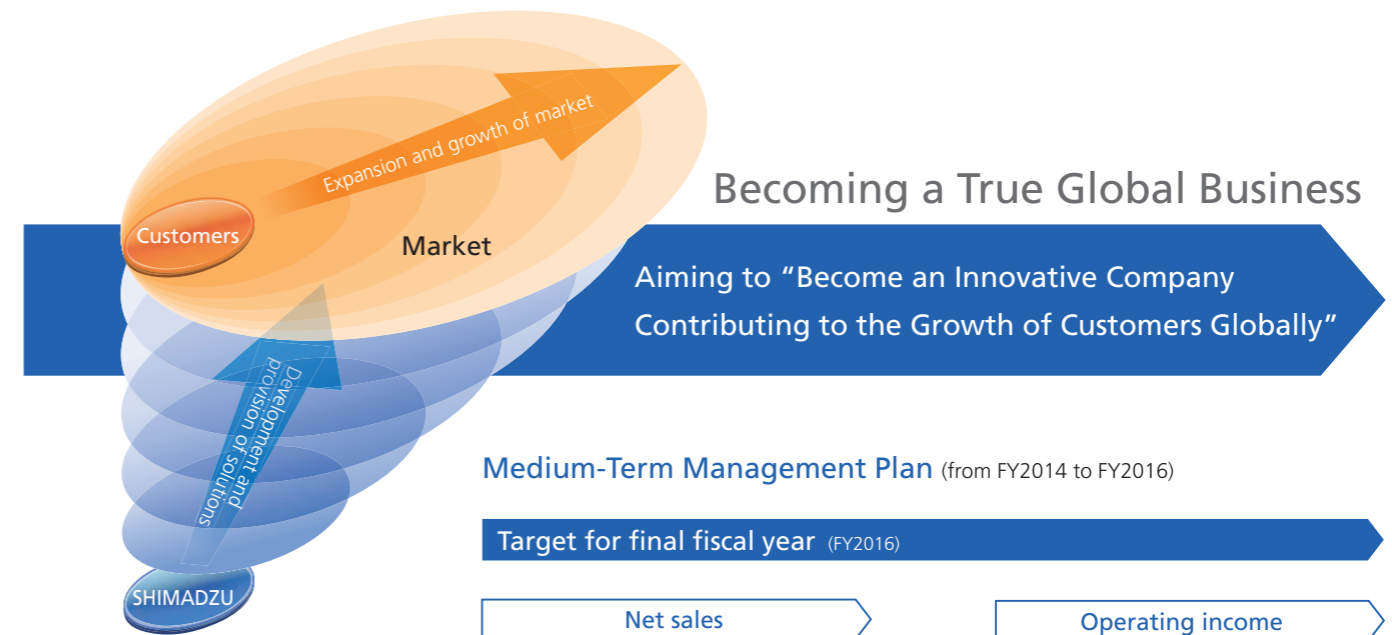 Expansion and growth of market
Becoming a True Global Business
Customers
Market
Aiming to “Become an Innovative Company
Contributing to the Growth of Customers Globally”
Development and
provision of solutions
Medium-Term Management Plan (from FY2014 to FY2016)
Target for final fiscal year (FY2016)
SHIMADZU
Net sales
Operating income